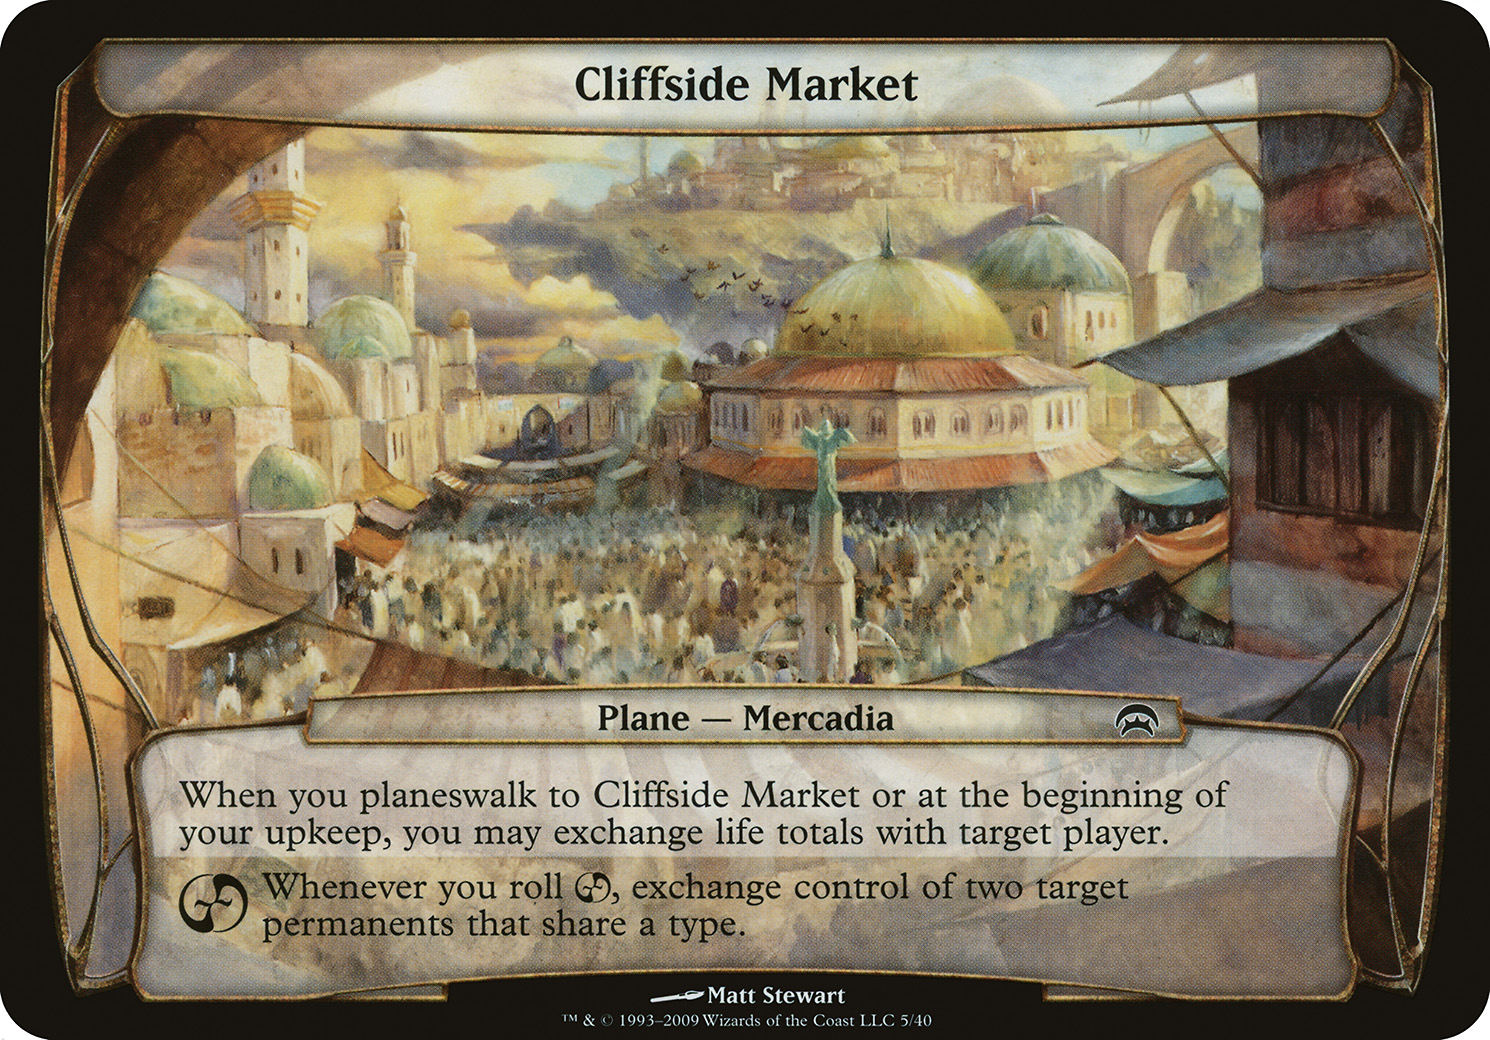 Cliffside Market
Plane — Mercadia
When you planeswalk to Cliffside Market or at the beginning of
your upkeep, you may exchange life totals with target player.
Whenever you roll , exchange control of two target
permanents that share a type.
Matt Stewart
™ & © 1993–2009 Wizards of the Coast LLC 5/40